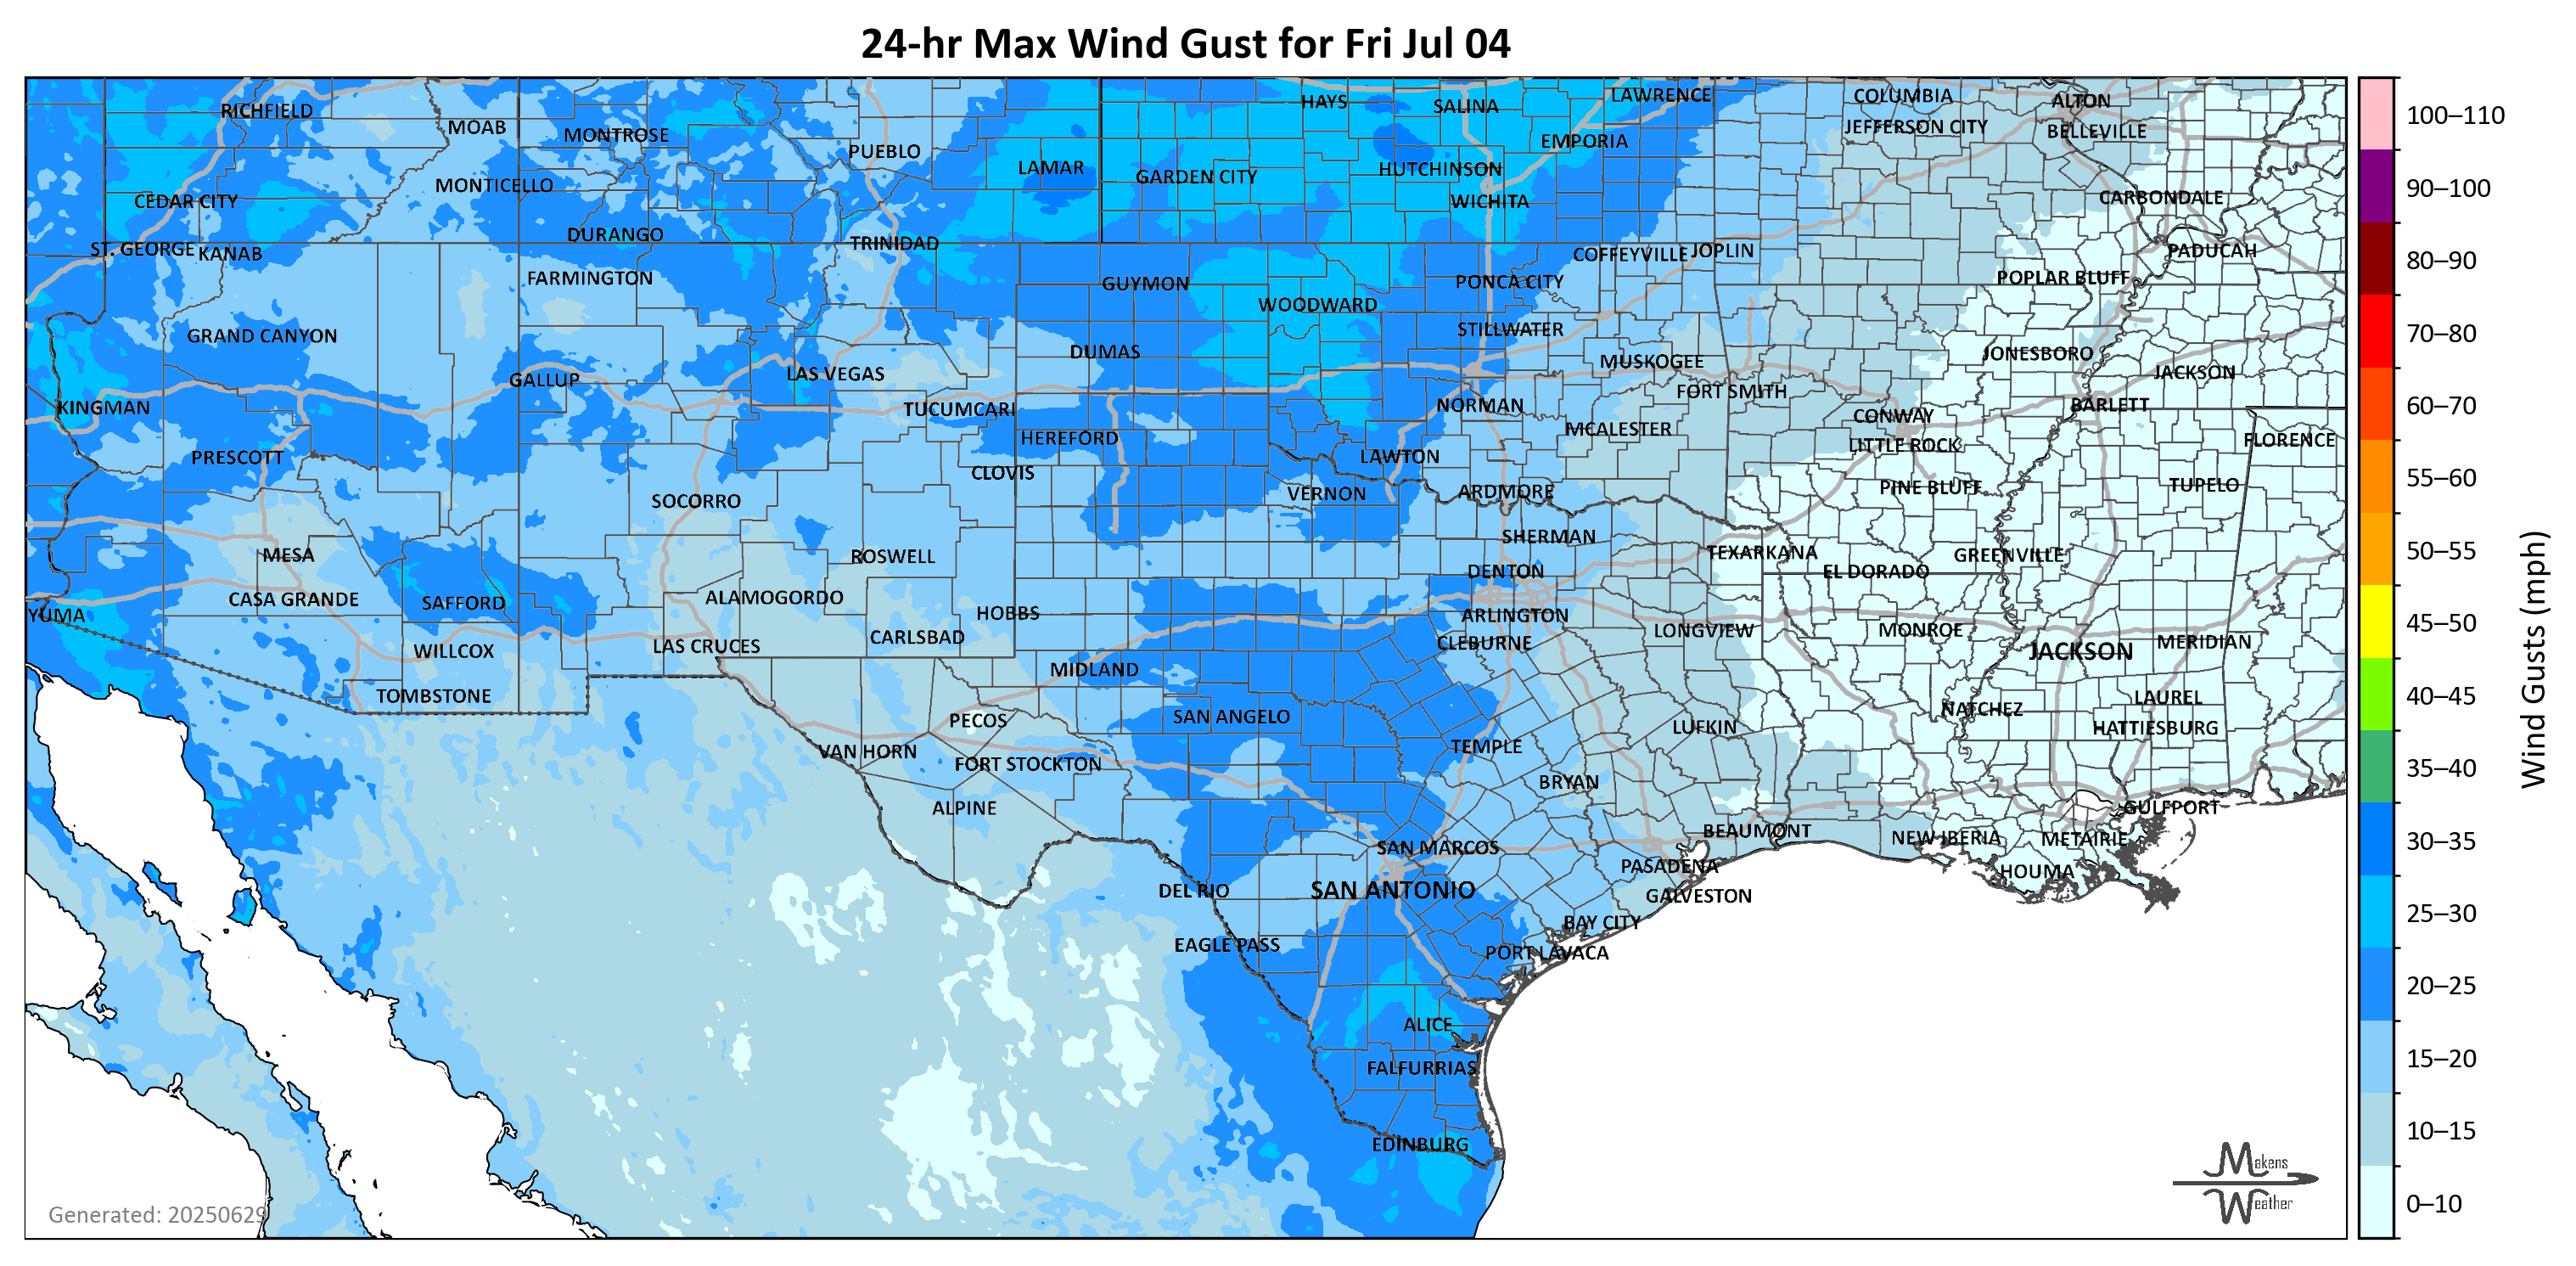 24-hr Max Wind Gust for Fri Jul 04
RICHFIELD
MOAB
MONTROSE
PUEBLO
LAMAR
HAYS
SALINA
LAWRENCE
COLUMBIA
ALTON
JEFFERSON CITY
BELLEVILLE
EMPORIA
GARDEN CITY
HUTCHINSON
MONTICELLO
CEDAR CITY
WICHITA
CARBONDALE
DURANGO
TRINIDAD
ST. GEORGE
KANAB
COFFEYVILLE
JOPLIN
PADUCAH
FARMINGTON
GUYMON
PONCA CITY
POPLAR BLUFF
WOODWARD
GRAND CANYON
STILLWATER
DUMAS
MUSKOGEE
JONESBORO
GALLUP
LAS VEGAS
FORT SMITH
JACKSON
KINGMAN
TUCUMCARI
NORMAN
CONWAY
BARLETT
HEREFORD
MCALESTER
LITTLE ROCK
FLORENCE
PRESCOTT
CLOVIS
LAWTON
SOCORRO
VERNON
ARDMORE
PINE BLUFF
TUPELO
MESA
ROSWELL
SHERMAN
TEXARKANA
GREENVILLE
DENTON
EL DORADO
CASA GRANDE
SAFFORD
ALAMOGORDO
HOBBS
ARLINGTON
YUMA
WILLCOX
LAS CRUCES
CARLSBAD
CLEBURNE
LONGVIEW
MONROE
JACKSON
MERIDIAN
MIDLAND
TOMBSTONE
PECOS
SAN ANGELO
NATCHEZ
LAUREL
VAN HORN
FORT STOCKTON
TEMPLE
LUFKIN
HATTIESBURG
BRYAN
ALPINE
GULFPORT
SAN MARCOS
BEAUMONT
NEW IBERIA
METAIRIE
DEL RIO
SAN ANTONIO
PASADENA
HOUMA
GALVESTON
EAGLE PASS
BAY CITY
PORT LAVACA
ALICE
FALFURRIAS
EDINBURG
Generated: 20250629
Makens
Weather
100–110
90–100
80–90
70–80
60–70
55–60
50–55
45–50
40–45
35–40
30–35
25–30
20–25
15–20
10–15
0–10
Wind Gusts (mph)